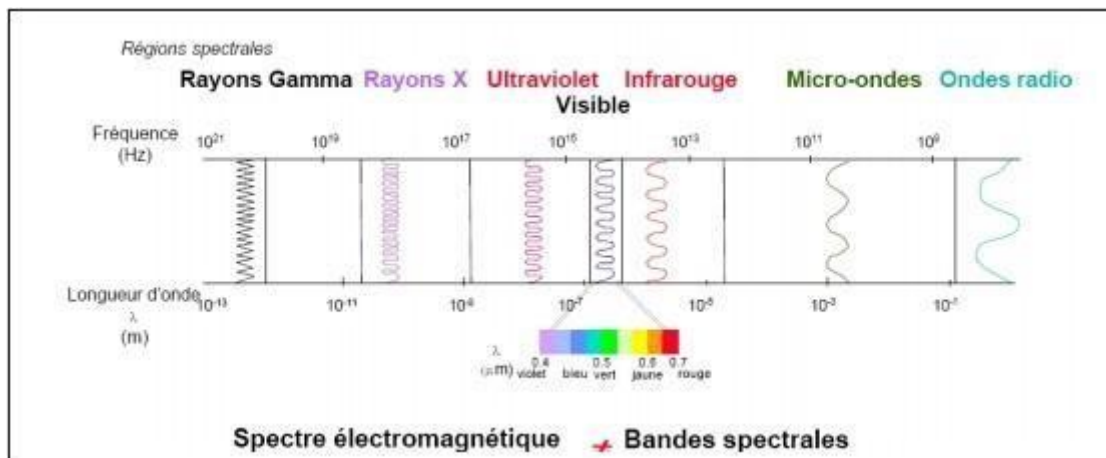 Régions spectrales
Rayons Gamma Rayons X Ultraviolet Infrarouge Micro-ondes Ondes radio
Visible
Fréquence
(Hz)
10²¹ 10¹⁹ 10¹⁷ 10¹⁵ 10¹³ 10¹¹ 10⁹
Longueur d'onde
λ
(m)
10⁻¹³ 10⁻¹¹ 10⁻⁹ 10⁻⁷ 10⁻⁵ 10⁻³ 10⁻¹
λ
(μm)
0.4 0.5 0.6 0.7
violet bleu vert jaune rouge
Spectre électromagnétique ≠ Bandes spectrales